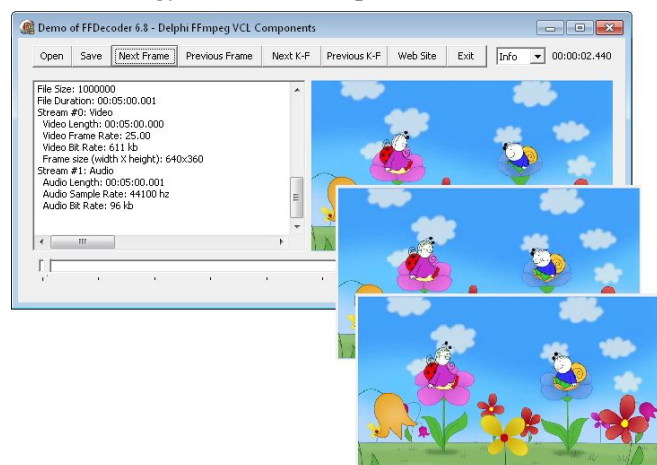 Demo of FFDecoder 6.8 - Delphi FFmpeg VCL Components
Open Save Next Frame Previous Frame Next K-F Previous K-F Web Site Exit Info 00:00:02.440
File Size: 1000000
File Duration: 00:05:00.001
Stream #0: Video
Video Length: 00:05:00.000
Video Frame Rate: 25.00
Video Bit Rate: 611 kb
Frame size (width X height): 640x360
Stream #1: Audio
Audio Length: 00:05:00.001
Audio Sample Rate: 44100 hz
Audio Bit Rate: 96 kb